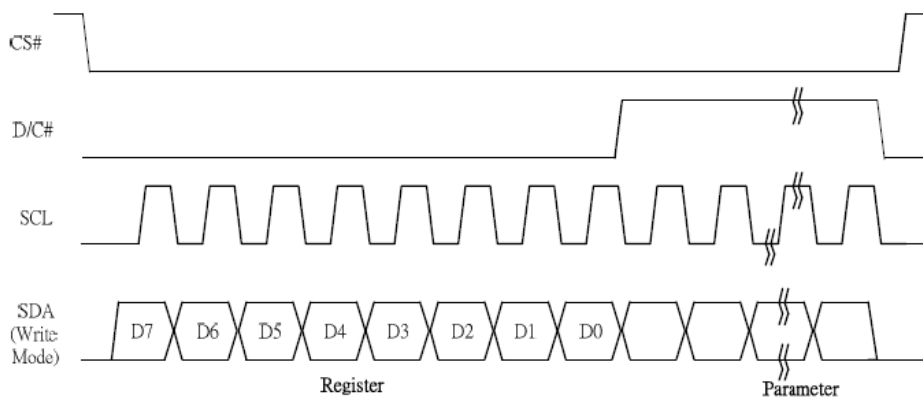 CS#
D/C#
SCL
SDA
(Write
Mode)
D7 D6 D5 D4 D3 D2 D1 D0
Register Parameter